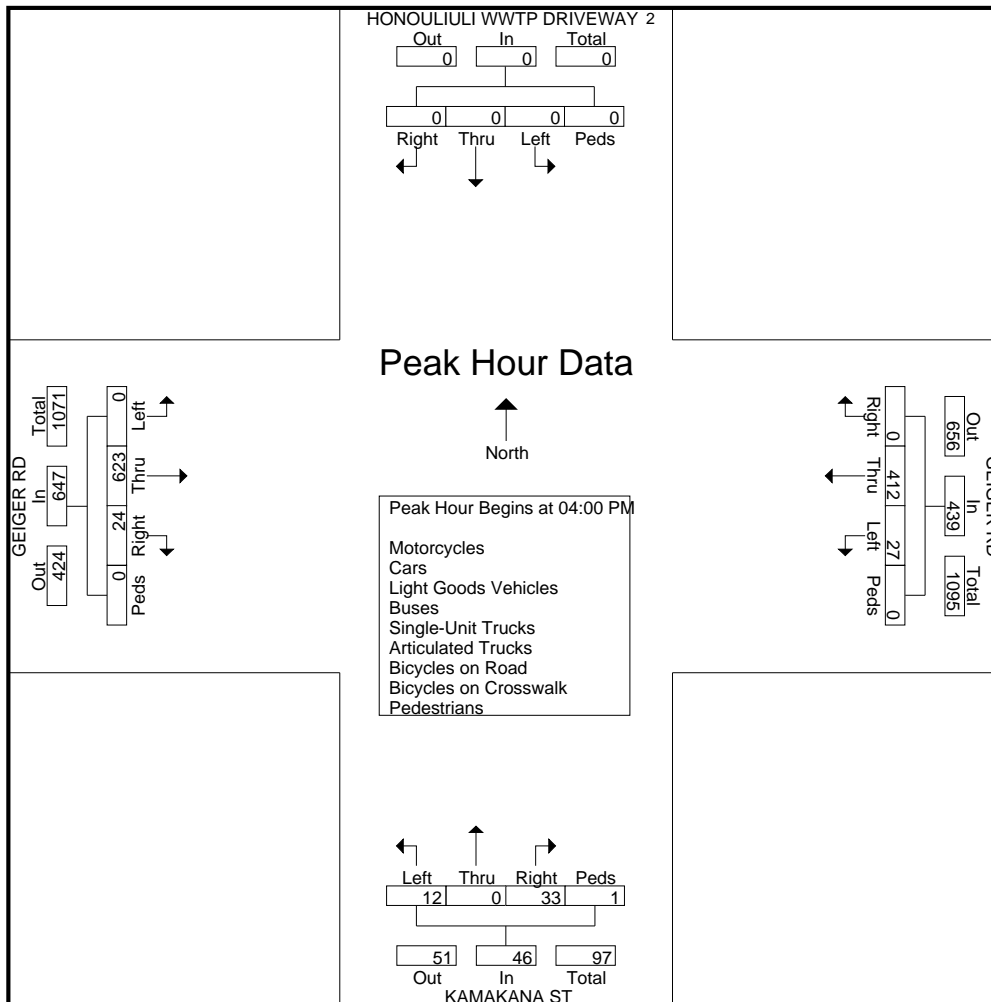 HONOULIULI WWTP DRIVEWAY 2
Out In Total
0 0 0
0 0 0 0
Right Thru Left Peds
Peak Hour Data
North
Peak Hour Begins at 04:00 PM
Motorcycles
Cars
Light Goods Vehicles
Buses
Single-Unit Trucks
Articulated Trucks
Bicycles on Road
Bicycles on Crosswalk
Pedestrians
GEIGER RD
Out In Total
424 647 1071
0 24 623 0
Peds Right Thru Left
GEIGER RD
Out In Total
656 439 1095
0 412 27 0
Right Thru Left Peds
Left Thru Right Peds
12 0 33 1
51 46 97
Out In Total
KAMAKANA ST